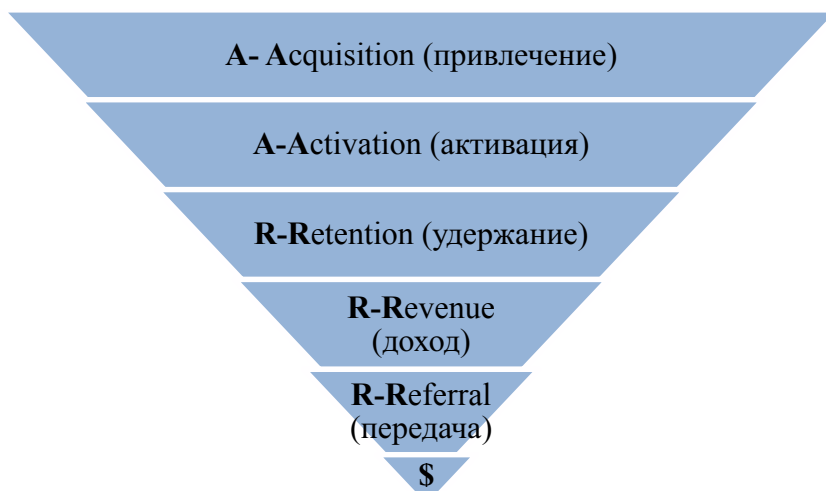 A- Acquisition (привлечение)
A-Activation (активация)
R-Retention (удержание)
R-Revenue
(доход)
R-Referral
(передача)
$